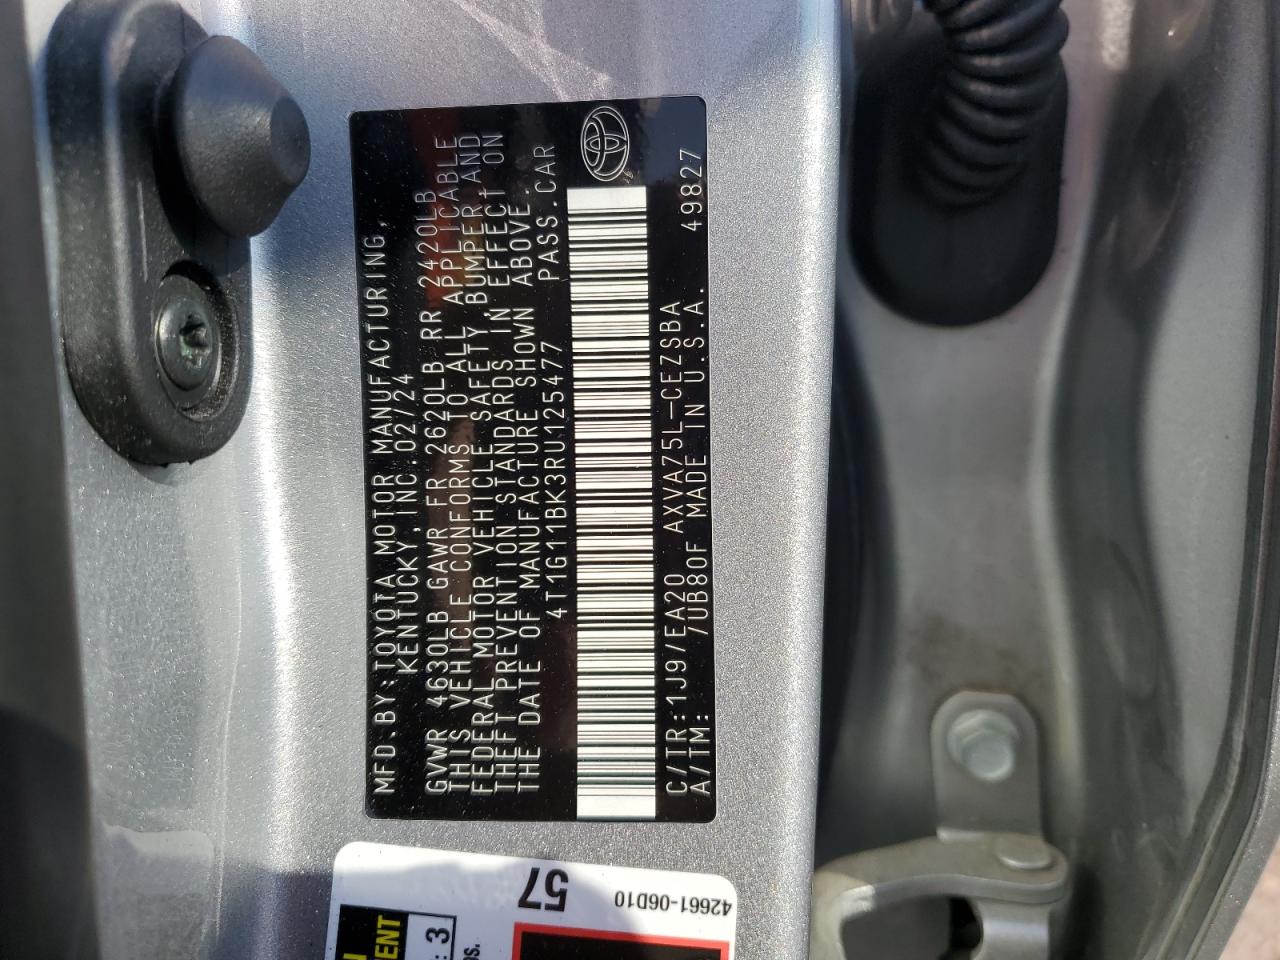 MFD.BY:TOYOTA MOTOR MANUFACTURING,
KENTUCKY,INC.02/24
GVWR 4630LB GAWR FR 2620LB RR 2420LB
THIS VEHICLE CONFORMS TO ALL APPLICABLE
FEDERAL MOTOR VEHICLE SAFETY,BUMPER,AND
THEFT PREVENTION STANDARDS IN EFFECT ON
THE DATE OF MANUFACTURE SHOWN ABOVE.
4T1G11BK3RU125477 PASS.CAR
C/TR:1J9/EA20 AXVA75L-CEZSBA 49827
A/TM: /UB80F MADE IN U.S.A.
57
42661-06D10
: 3